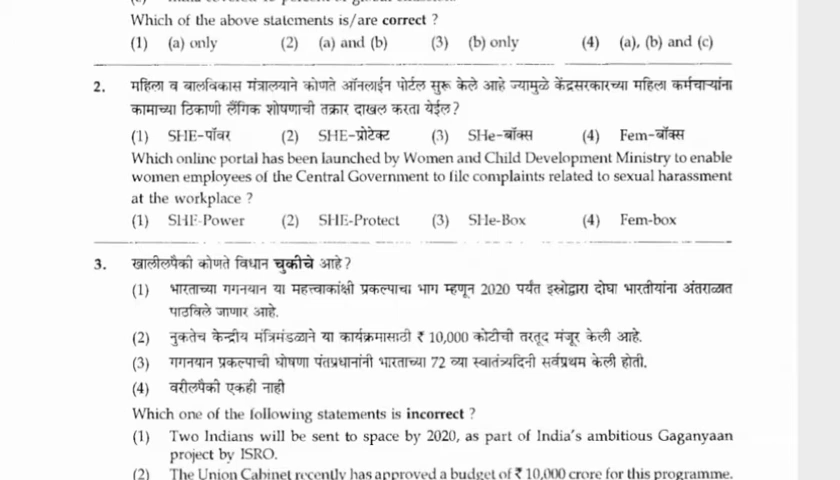 Which of the above statements is/are correct ?
(1) (a) only (2) (a) and (b) (3) (b) only (4) (a), (b) and (c)
2. महिला व बालविकास मंत्रालयाने कोणते ऑनलाईन पोर्टल सुरू केले आहे ज्यामुळे केंद्रसरकारच्या महिला कर्मचाऱ्यांना
कामाच्या ठिकाणी लैंगिक शोषणाची तक्रार दाखल करता येईल ?
(1) SHE-पॉवर (2) SHE-प्रोटेक्ट (3) SHe-बॉक्स (4) Fem-बॉक्स
Which online portal has been launched by Women and Child Development Ministry to enable
women employees of the Central Government to file complaints related to sexual harassment
at the workplace ?
(1) SHE-Power (2) SHE-Protect (3) SHe-Box (4) Fem-box
3. खालीलपैकी कोणते विधान चुकीचे आहे ?
(1) भारताच्या गगनयान या महत्त्वाकांक्षी प्रकल्पाचा भाग म्हणून 2020 पर्यंत इस्रोद्वारा दोघा भारतीयांना अंतराळात
पाठविले जाणार आहे.
(2) नुकतेच केन्द्रीय मंत्रिमंडळाने या कार्यक्रमासाठी ₹ 10,000 कोटीची तरतूद मंजूर केली आहे.
(3) गगनयान प्रकल्पाची घोषणा पंतप्रधानांनी भारताच्या 72 व्या स्वातंत्र्यदिनी सर्वप्रथम केली होती.
(4) वरीलपैकी एकही नाही
Which one of the following statements is incorrect ?
(1) Two Indians will be sent to space by 2020, as part of India's ambitious Gaganyaan
project by ISRO.
(2) The Union Cabinet recently has approved a budget of ₹ 10,000 crore for this programme.